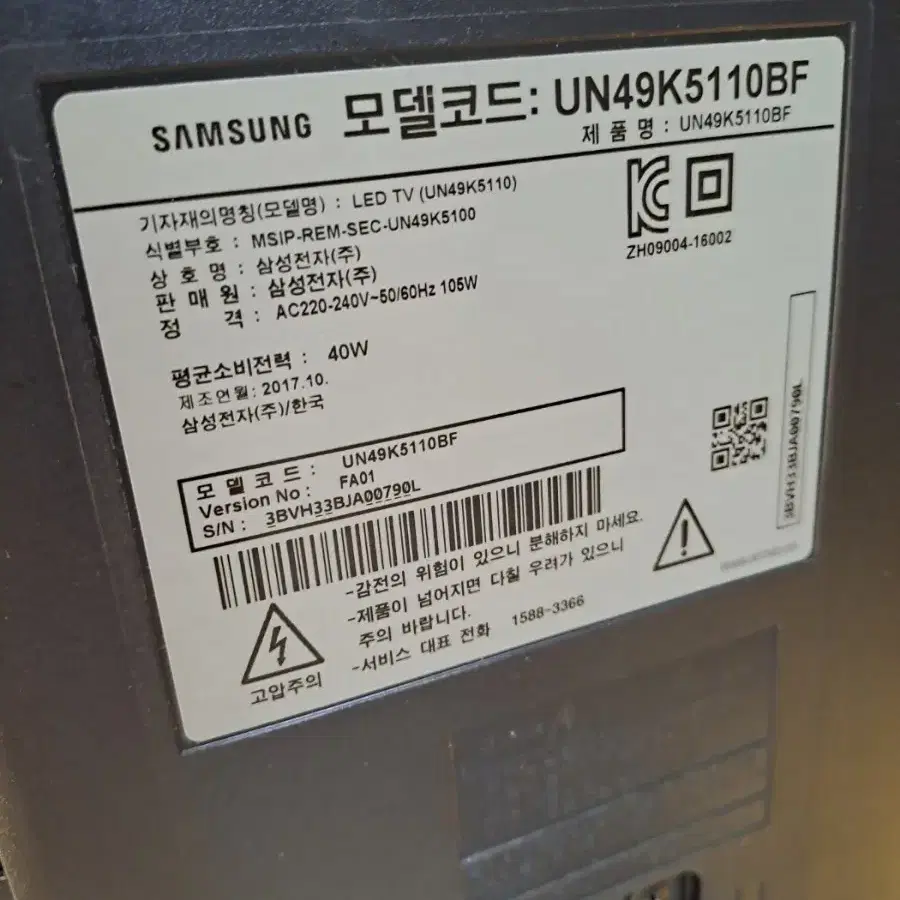 SAMSUNG 모델코드: UN49K5110BF
제 품 명 : UN49K5110BF
기자재의명칭(모델명) : LED TV (UN49K5110)
식별부호 : MSIP-REM-SEC-UN49K5100
상 호 명 : 삼성전자(주)
판 매 원 : 삼성전자(주)
정 격 : AC220-240V~50/60Hz 105W
ZH09004-16002
평균소비전력 : 40W
제조연월: 2017.10.
삼성전자(주)/한국
모 델 코 드 : UN49K5110BF
Version No : FA01
S/N : 3BVH33BJA00790L
3BVH33BJA00790L
-감전의 위험이 있으니 분해하지 마세요.
-제품이 넘어지면 다칠 우려가 있으니
주의 바랍니다.
-서비스 대표 전화 1588-3366
고압주의